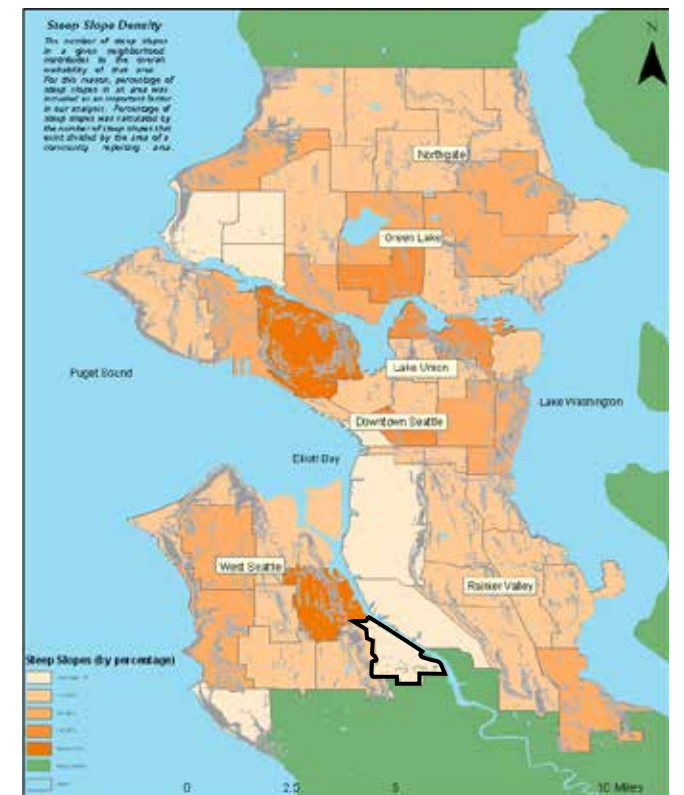 Steep Slope Density
The number of steep slopes
in a given neighborhood
contributes to the overall
walkability of that area.
For this reason, percentage of
steep slopes in an area was
included as an important factor
in our analysis. Percentage of
steep slopes was calculated by
the number of steep slopes that
exist divided by the area of a
community reporting area.
N
Northgate
Green Lake
Lake Union
Puget Sound
Lake Washington
Downtown Seattle
Elliott Bay
West Seattle
Rainier Valley
Steep Slopes (by percentage)
0 2.5 5 10 Miles